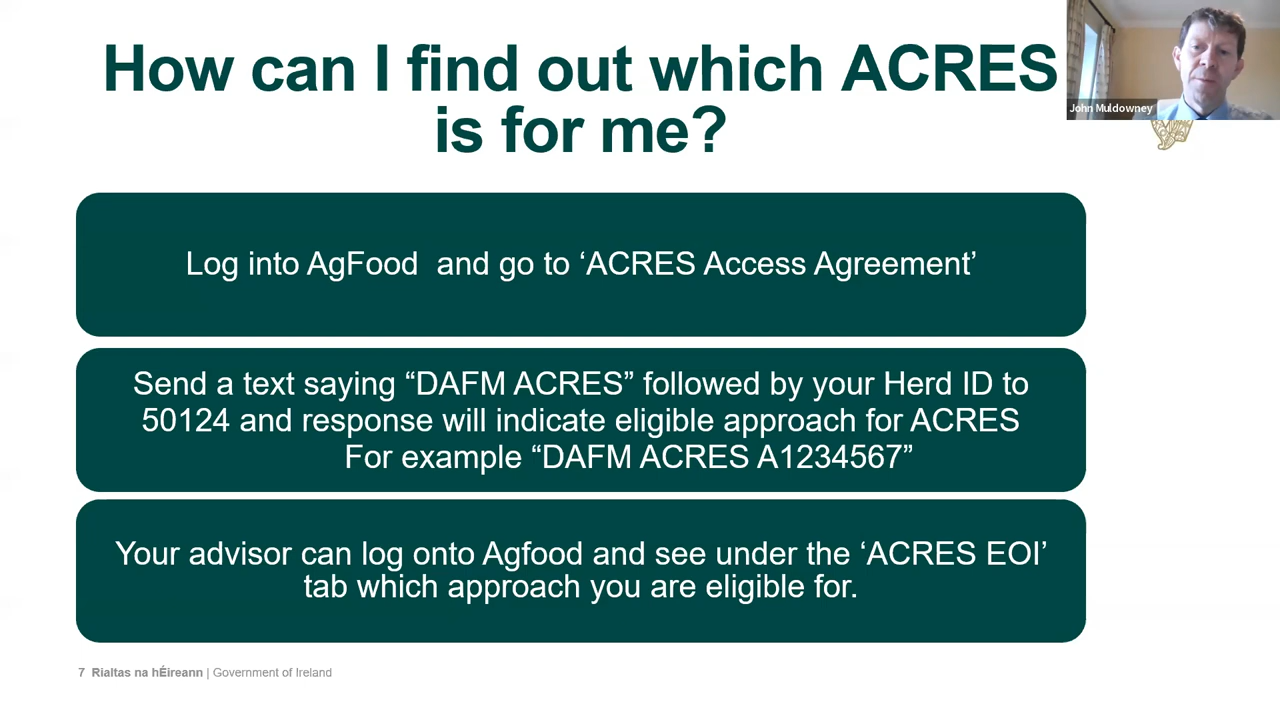 How can I find out which ACRES
is for me?
John Muldowney
Log into AgFood  and go to ‘ACRES Access Agreement’
Send a text saying “DAFM ACRES” followed by your Herd ID to
50124 and response will indicate eligible approach for ACRES
For example “DAFM ACRES A1234567”
Your advisor can log onto Agfood and see under the ‘ACRES EOI’
tab which approach you are eligible for.
7 Rialtas na hÉireann | Government of Ireland